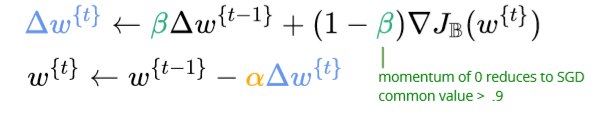 Δw^{t} ← βΔw^{t−1} + (1 − β)∇J_𝔹(w^{t})
w^{t} ← w^{t−1} − αΔw^{t}
momentum of 0 reduces to SGD
common value > .9